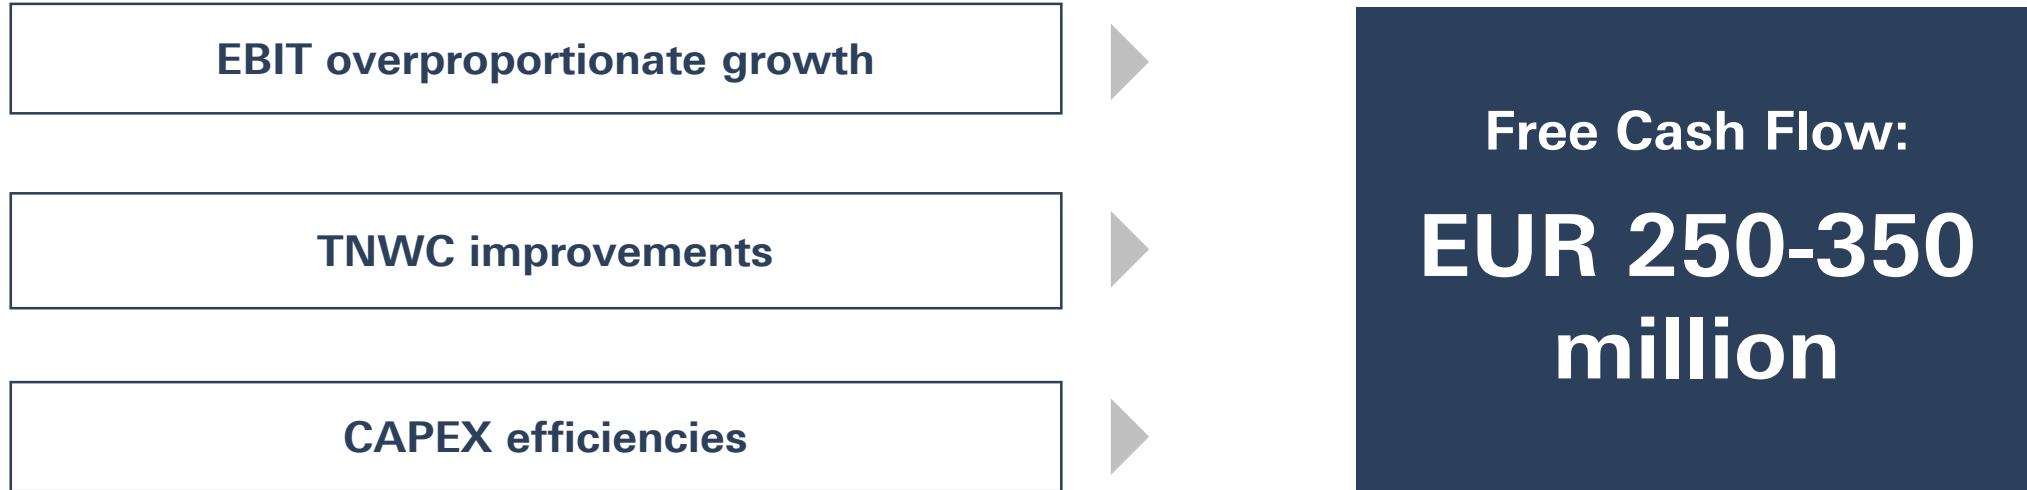 EBIT overproportionate growth
TNWC improvements
CAPEX efficiencies
Free Cash Flow:
EUR 250-350
million